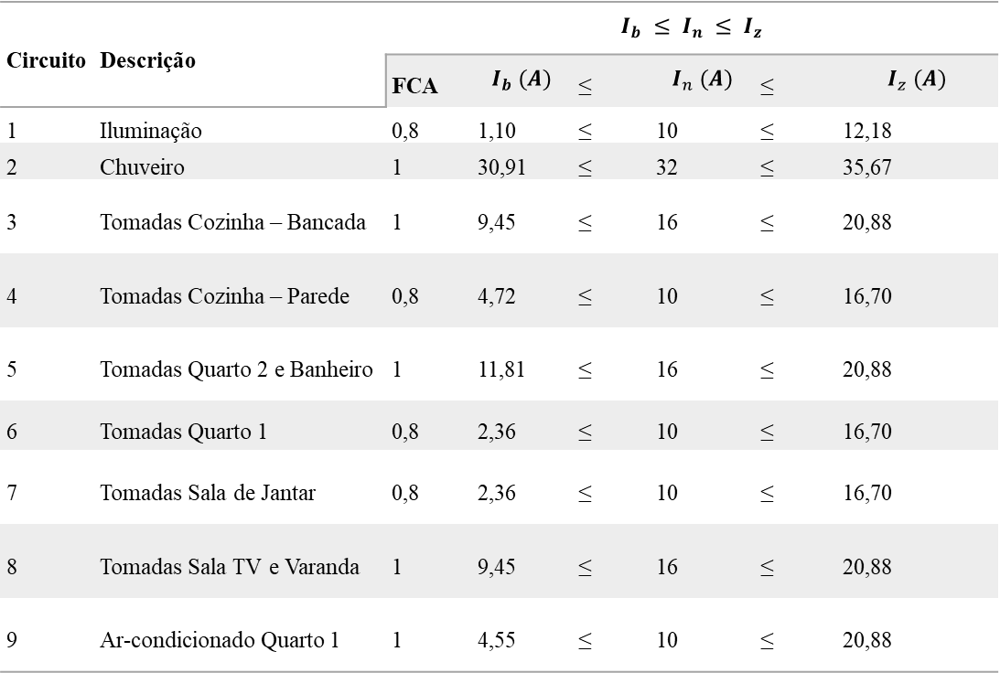 I_b ≤ I_n ≤ I_z
Circuito Descrição
FCA I_b (A) ≤ I_n (A) ≤ I_z (A)
1 Iluminação 0,8 1,10 ≤ 10 ≤ 12,18
2 Chuveiro 1 30,91 ≤ 32 ≤ 35,67
3 Tomadas Cozinha – Bancada 1 9,45 ≤ 16 ≤ 20,88
4 Tomadas Cozinha – Parede 0,8 4,72 ≤ 10 ≤ 16,70
5 Tomadas Quarto 2 e Banheiro 1 11,81 ≤ 16 ≤ 20,88
6 Tomadas Quarto 1 0,8 2,36 ≤ 10 ≤ 16,70
7 Tomadas Sala de Jantar 0,8 2,36 ≤ 10 ≤ 16,70
8 Tomadas Sala TV e Varanda 1 9,45 ≤ 16 ≤ 20,88
9 Ar-condicionado Quarto 1 1 4,55 ≤ 10 ≤ 20,88